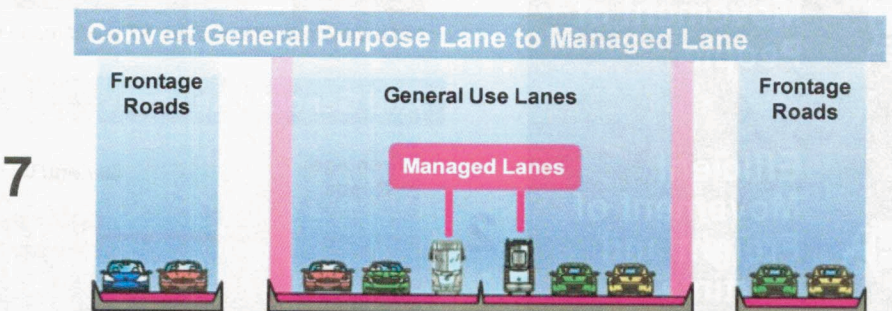 Convert General Purpose Lane to Managed Lane
Frontage
Roads
General Use Lanes
Frontage
Roads
7
Managed Lanes